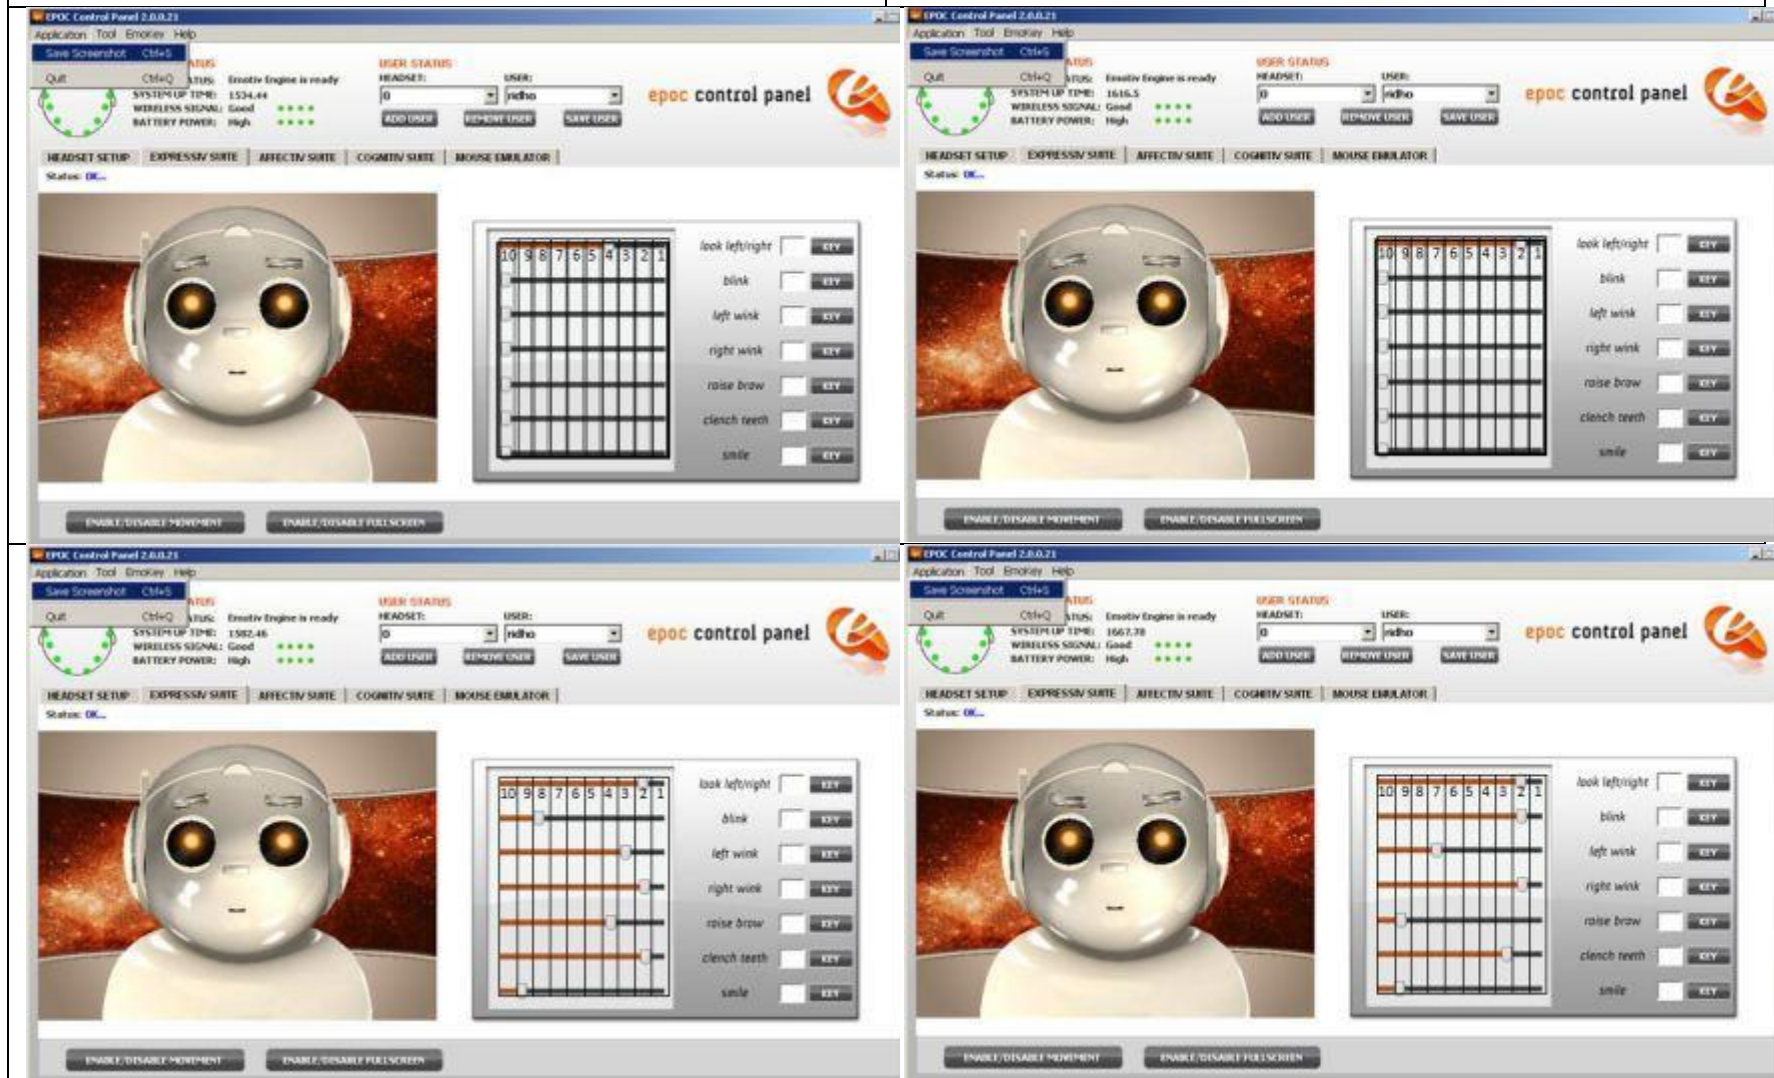 EPOC Control Panel 2.0.0.21
Application Tool EmoKey Help
Save Screenshot Ctrl+S
Quit Ctrl+Q
ATUS
ATUS: Emotiv Engine is ready
SYSTEM UP TIME: 1534.44
WIRELESS SIGNAL: Good
BATTERY POWER: High
USER STATUS
HEADSET: USER:
0 ridho
ADD USER REMOVE USER SAVE USER
epoc control panel
HEADSET SETUP EXPRESSIV SUITE AFFECTIV SUITE COGNITIV SUITE MOUSE EMULATOR
Status: OK...
10 9 8 7 6 5 4 3 2 1
look left/right KEY
blink KEY
left wink KEY
right wink KEY
raise brow KEY
clench teeth KEY
smile KEY
ENABLE/DISABLE MOVEMENT ENABLE/DISABLE FULLSCREEN
EPOC Control Panel 2.0.0.21
Application Tool EmoKey Help
Save Screenshot Ctrl+S
Quit Ctrl+Q
ATUS
ATUS: Emotiv Engine is ready
SYSTEM UP TIME: 1616.5
WIRELESS SIGNAL: Good
BATTERY POWER: High
USER STATUS
HEADSET: USER:
0 ridho
ADD USER REMOVE USER SAVE USER
epoc control panel
HEADSET SETUP EXPRESSIV SUITE AFFECTIV SUITE COGNITIV SUITE MOUSE EMULATOR
Status: OK...
10 9 8 7 6 5 4 3 2 1
look left/right KEY
blink KEY
left wink KEY
right wink KEY
raise brow KEY
clench teeth KEY
smile KEY
ENABLE/DISABLE MOVEMENT ENABLE/DISABLE FULLSCREEN
EPOC Control Panel 2.0.0.21
Application Tool EmoKey Help
Save Screenshot Ctrl+S
Quit Ctrl+Q
ATUS
ATUS: Emotiv Engine is ready
SYSTEM UP TIME: 1582.46
WIRELESS SIGNAL: Good
BATTERY POWER: High
USER STATUS
HEADSET: USER:
0 ridho
ADD USER REMOVE USER SAVE USER
epoc control panel
HEADSET SETUP EXPRESSIV SUITE AFFECTIV SUITE COGNITIV SUITE MOUSE EMULATOR
Status: OK...
10 9 8 7 6 5 4 3 2 1
look left/right KEY
blink KEY
left wink KEY
right wink KEY
raise brow KEY
clench teeth KEY
smile KEY
ENABLE/DISABLE MOVEMENT ENABLE/DISABLE FULLSCREEN
EPOC Control Panel 2.0.0.21
Application Tool EmoKey Help
Save Screenshot Ctrl+S
Quit Ctrl+Q
ATUS
ATUS: Emotiv Engine is ready
SYSTEM UP TIME: 1667.78
WIRELESS SIGNAL: Good
BATTERY POWER: High
USER STATUS
HEADSET: USER:
0 ridho
ADD USER REMOVE USER SAVE USER
epoc control panel
HEADSET SETUP EXPRESSIV SUITE AFFECTIV SUITE COGNITIV SUITE MOUSE EMULATOR
Status: OK...
10 9 8 7 6 5 4 3 2 1
look left/right KEY
blink KEY
left wink KEY
right wink KEY
raise brow KEY
clench teeth KEY
smile KEY
ENABLE/DISABLE MOVEMENT ENABLE/DISABLE FULLSCREEN